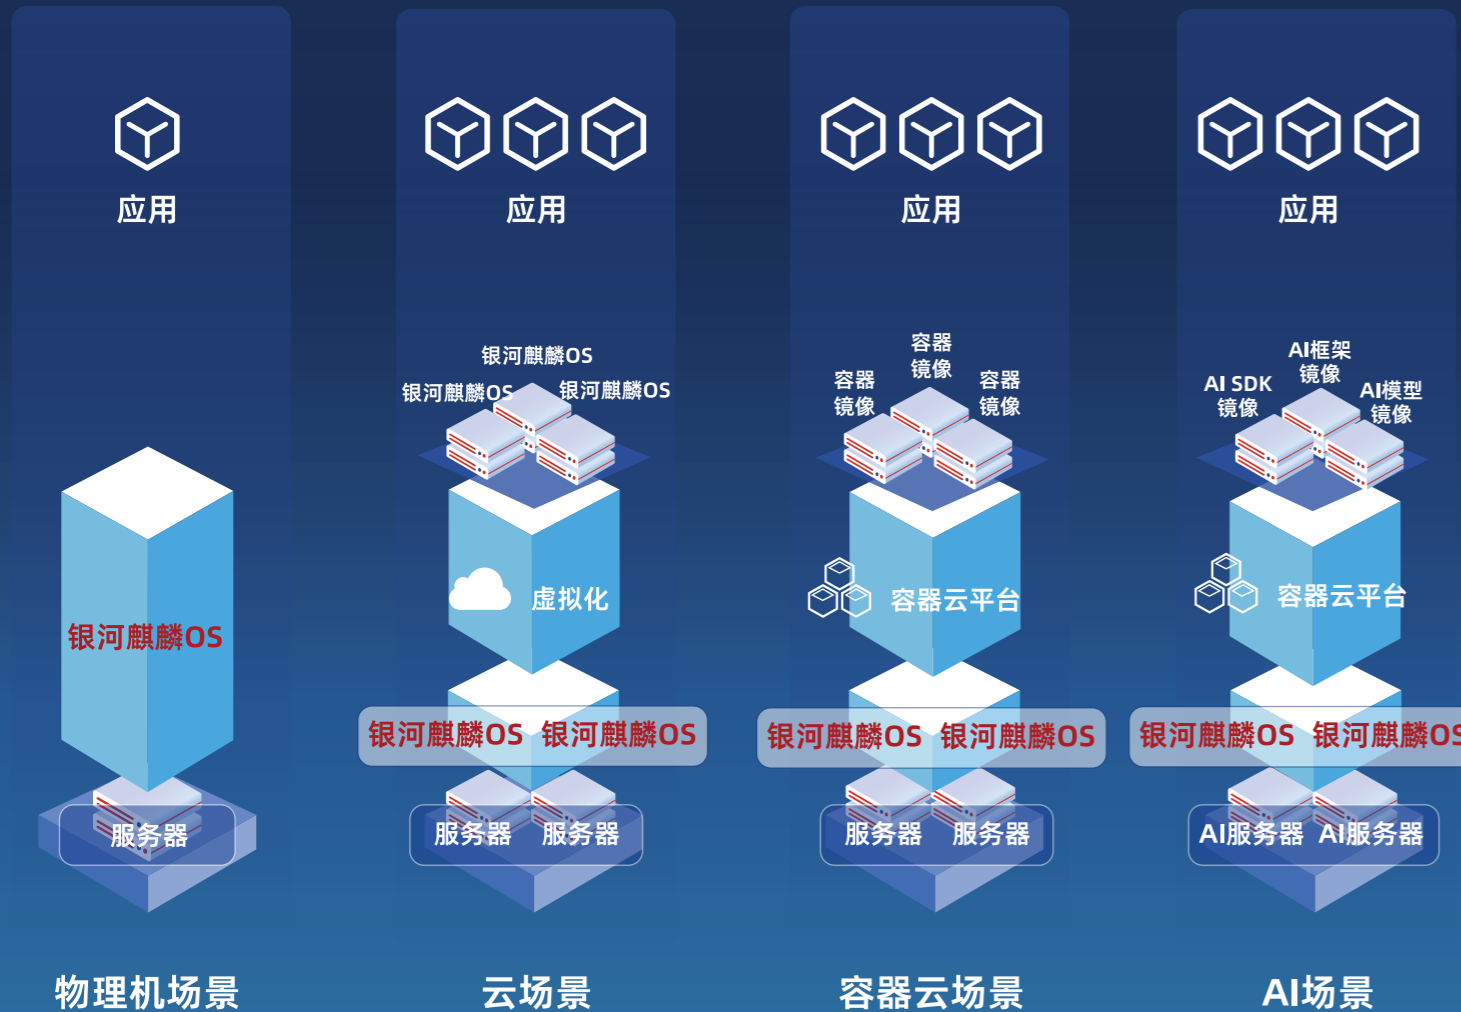 应用
银河麒麟OS
服务器
物理机场景
应用
银河麒麟OS
银河麒麟OS
银河麒麟OS
虚拟化
银河麒麟OS 银河麒麟OS
服务器 服务器
云场景
应用
容器
镜像
容器
镜像
容器
镜像
容器云平台
银河麒麟OS 银河麒麟OS
服务器 服务器
容器云场景
应用
AI框架
镜像
AI SDK
镜像
AI模型
镜像
容器云平台
银河麒麟OS 银河麒麟OS
AI服务器 AI服务器
AI场景